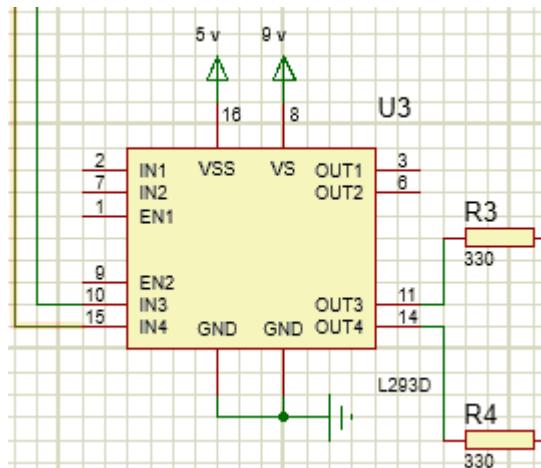 5 v 9 v
16 8 U3
2 IN1 VSS VS OUT1 3
7 IN2 OUT2 6
1 EN1
R3
330
9 EN2
10 IN3 OUT3 11
15 IN4 GND GND OUT4 14
L293D
R4
330